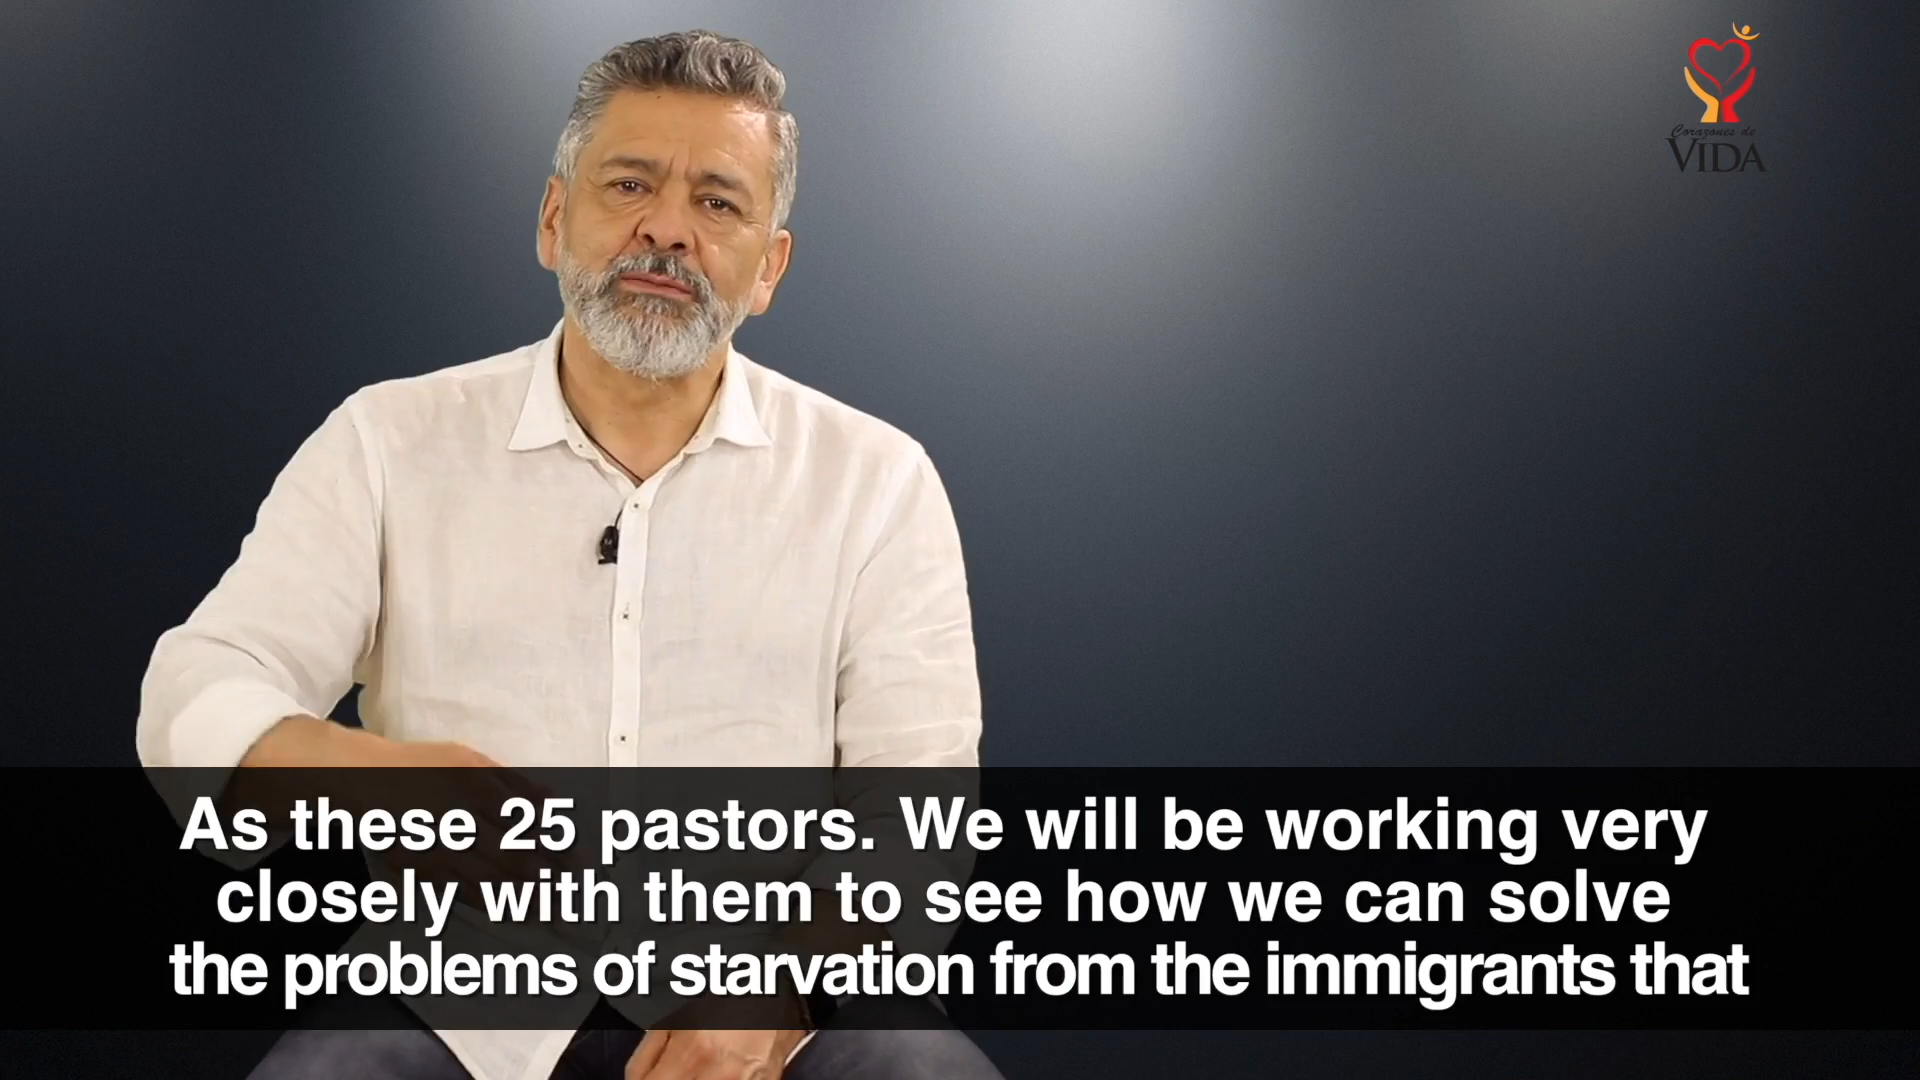 Corazones de
VIDA
As these 25 pastors. We will be working very
closely with them to see how we can solve
the problems of starvation from the immigrants that